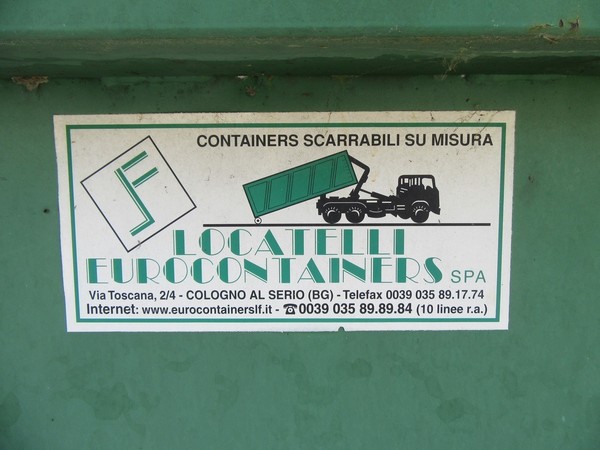 CONTAINERS SCARRABILI SU MISURA
LF
LOCATELLI
EUROCONTAINERS SPA
Via Toscana, 2/4 - COLOGNO AL SERIO (BG) - Telefax 0039 035 89.17.74
Internet: www.eurocontainerslf.it - ☎0039 035 89.89.84 (10 linee r.a.)